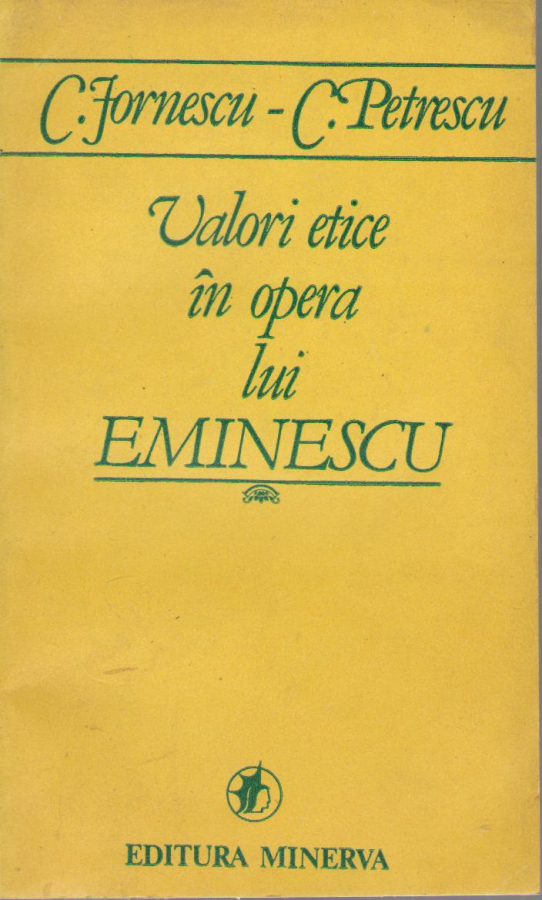 C. Jornescu - C. Petrescu
Valori etice
în opera
lui
EMINESCU
EDITURA MINERVA